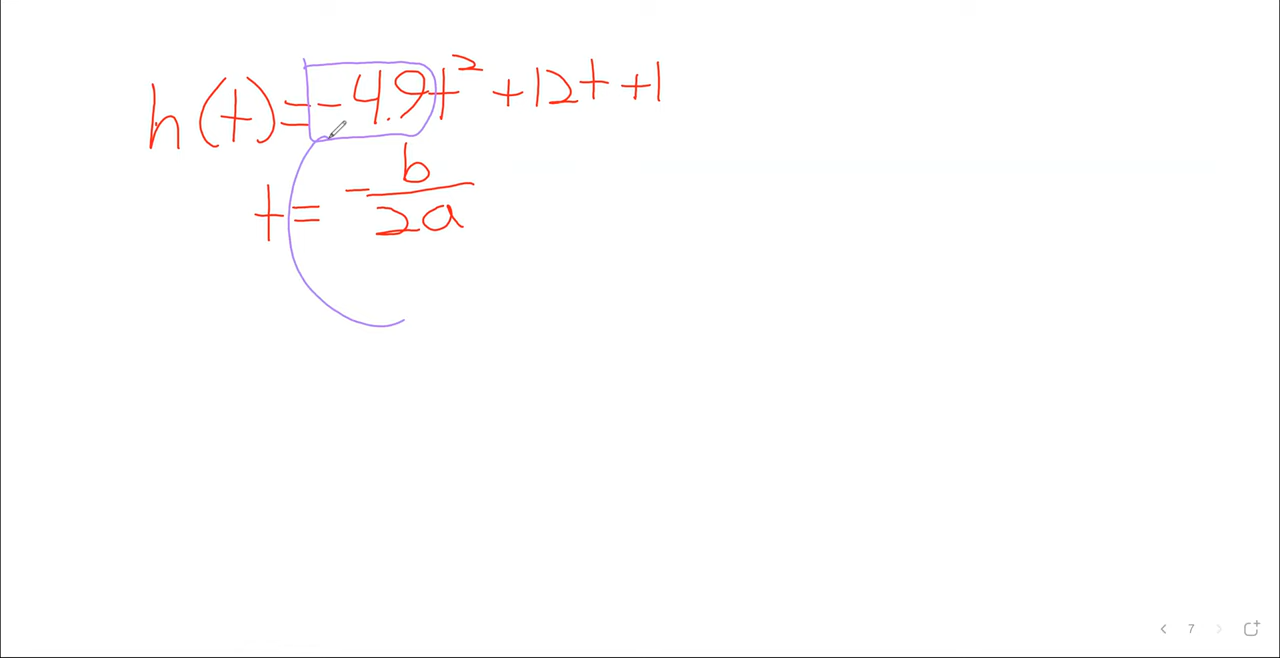 h(t) = -4.9t² + 12t + 1
t = - b/2a
7